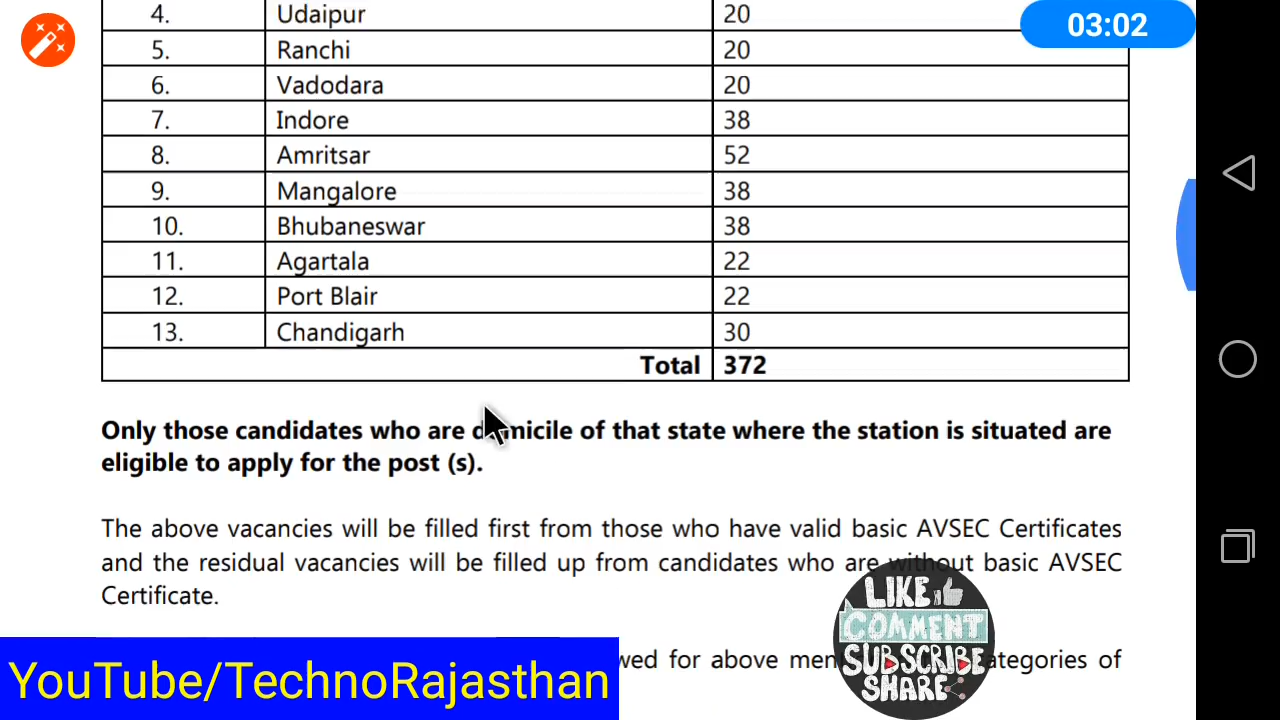 03:02
4. Udaipur 20
5. Ranchi 20
6. Vadodara 20
7. Indore 38
8. Amritsar 52
9. Mangalore 38
10. Bhubaneswar 38
11. Agartala 22
12. Port Blair 22
13. Chandigarh 30
Total 372
Only those candidates who are domicile of that state where the station is situated are
eligible to apply for the post (s).
The above vacancies will be filled first from those who have valid basic AVSEC Certificates
and the residual vacancies will be filled up from candidates who are without basic AVSEC
Certificate.
for above ategories of
LIKE
COMMENT
SUBSCRIBE
SHARE
YouTube/TechnoRajasthan